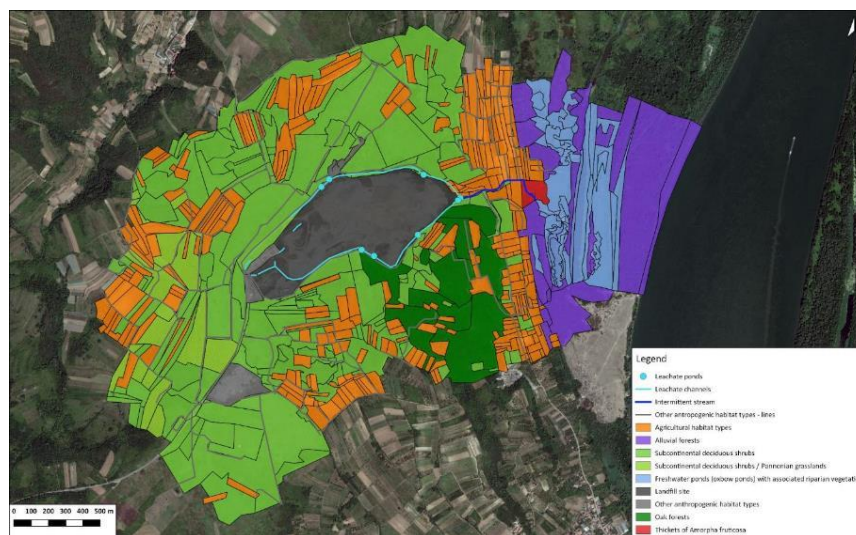 Legend
Leachate ponds
Leachate channels
Intermittent stream
Other antropogenic habitat types - lines
Agricultural habitat types
Alluvial forests
Subcontinental deciduous shrubs
Subcontinental deciduous shrubs / Pannonian grasslands
Freshwater ponds (oxbow ponds) with associated riparian vegetati
Landfill site
Other anthropogenic habitat types
Oak forests
Thickets of Amorpha fruticosa
0 100 200 300 400 500 m